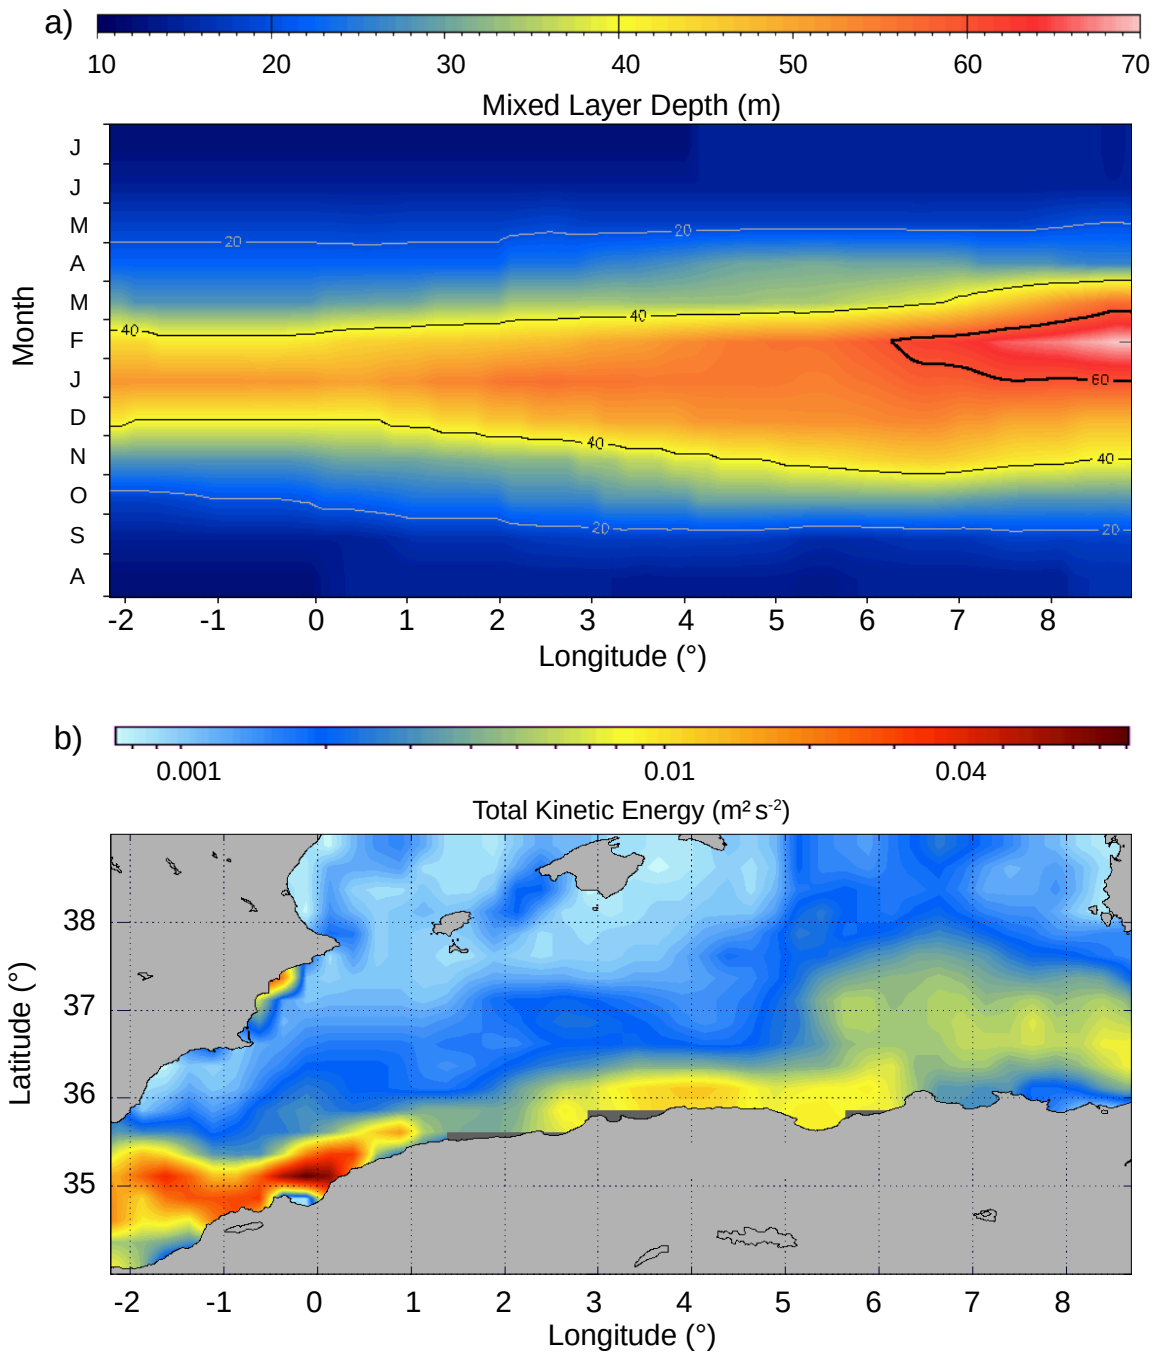 a)
10 20 30 40 50 60 70
Mixed Layer Depth (m)
J
J
M
20
20
A
M
40
40
F
J
60
D
40
N
40
O
20
20
S
A
Month
-2 -1 0 1 2 3 4 5 6 7 8
Longitude (°)
b)
0.001 0.01 0.04
Total Kinetic Energy (m² s⁻²)
38
37
36
35
Latitude (°)
-2 -1 0 1 2 3 4 5 6 7 8
Longitude (°)